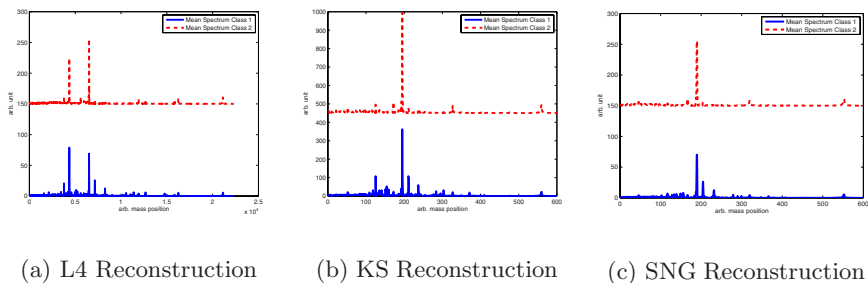 Mean Spectrum Class 1
Mean Spectrum Class 2
300
250
200
150
100
50
0
arb. unit
0 0.5 1 1.5 2 2.5
arb. mass position
x 10⁴
(a) L4 Reconstruction
Mean Spectrum Class 1
Mean Spectrum Class 2
1000
900
800
700
600
500
400
300
200
100
0
arb. unit
0 100 200 300 400 500 600
arb. mass position
(b) KS Reconstruction
Mean Spectrum Class 1
Mean Spectrum Class 2
300
250
200
150
100
50
0
arb. unit
0 100 200 300 400 500 600
arb. mass position
(c) SNG Reconstruction